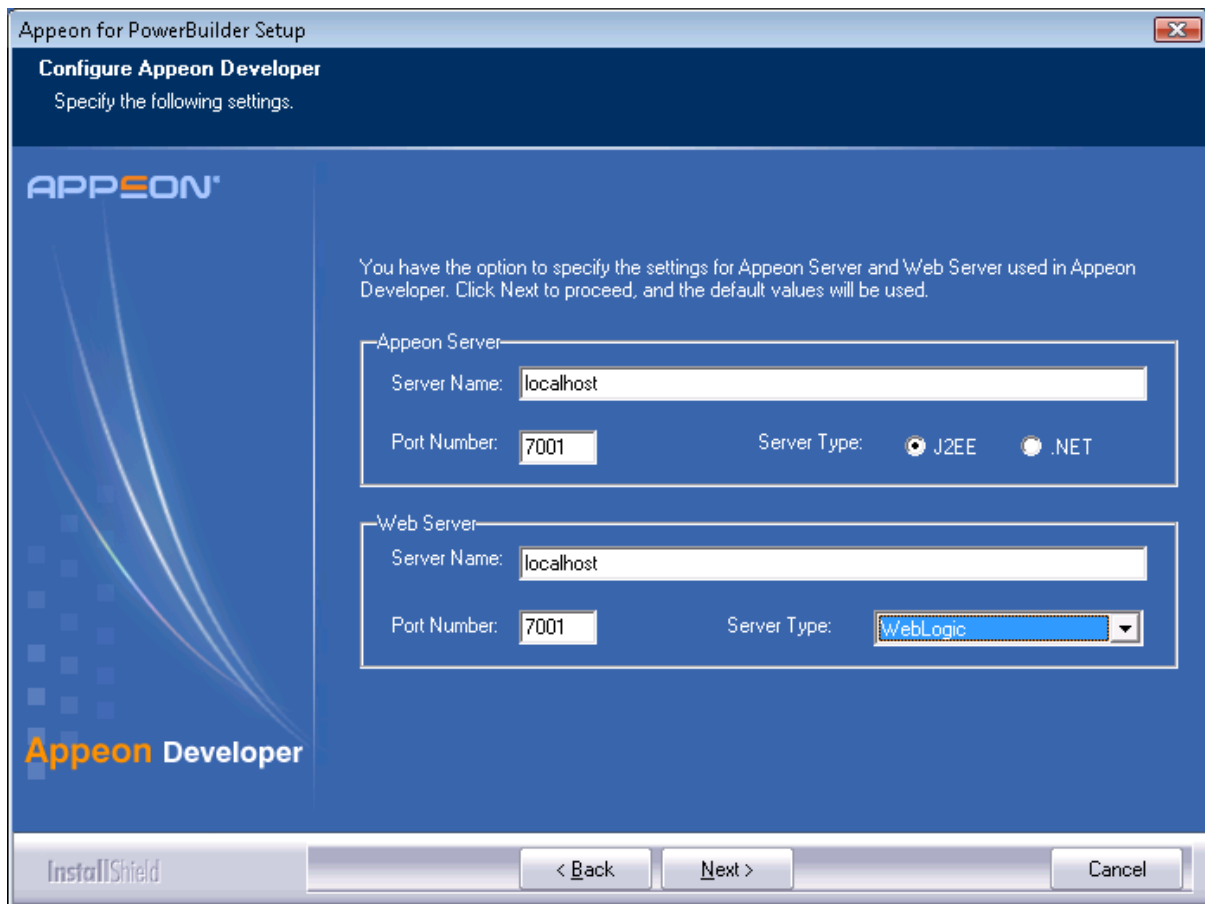 Appeon for PowerBuilder Setup
Configure Appeon Developer
Specify the following settings.
APPEON®
You have the option to specify the settings for Appeon Server and Web Server used in Appeon
Developer. Click Next to proceed, and the default values will be used.
Appeon Server
Server Name: localhost
Port Number: 7001 Server Type: J2EE .NET
Web Server
Server Name: localhost
Port Number: 7001 Server Type: WebLogic
Appeon Developer
InstallShield < Back Next > Cancel